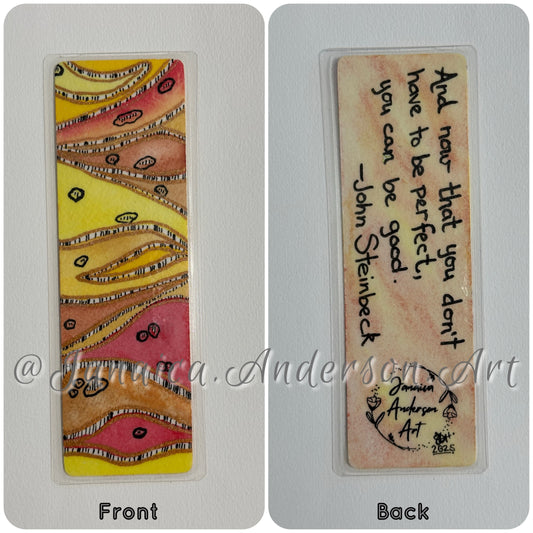 And now that you don't
have to be perfect,
you can be good.
–John Steinbeck
@Jamaica.Anderson.Art
Jamaica
Anderson
Art
2025
Front
Back